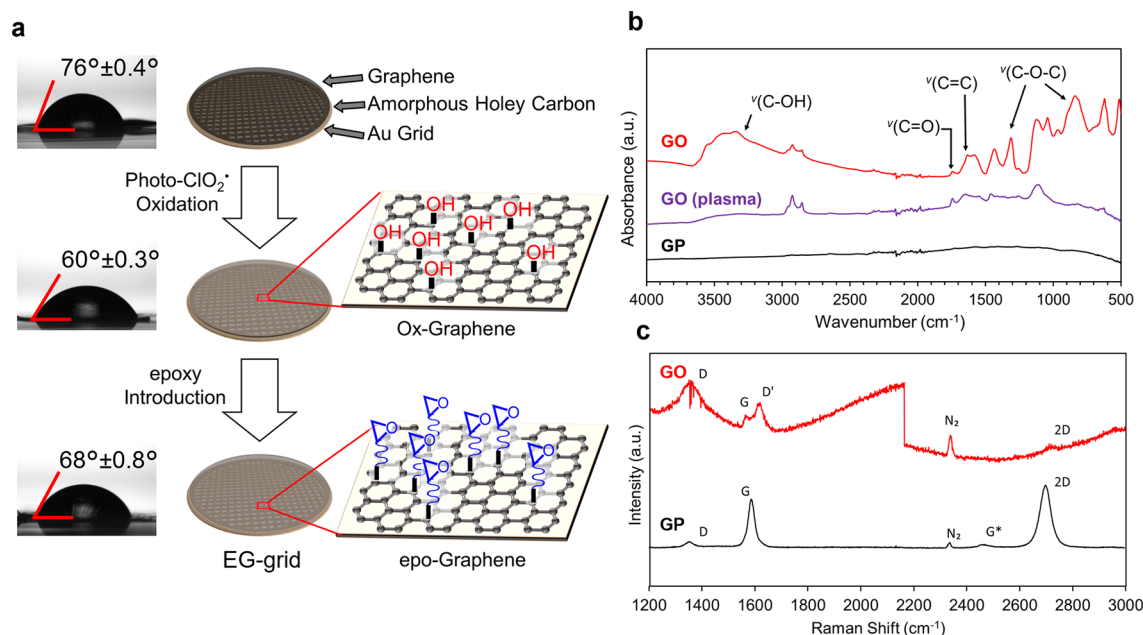 a
76°±0.4°
Graphene
Amorphous Holey Carbon
Au Grid
Photo-ClO₂•
Oxidation
60°±0.3°
OH
OH
OH
OH
OH
OH
OH
Ox-Graphene
epoxy
Introduction
68°±0.8°
O
O
O
O
O
O
O
EG-grid
epo-Graphene
b
Absorbance (a.u.)
GO
GO (plasma)
GP
ν(C-OH)
ν(C=O)
ν(C=C)
ν(C-O-C)
4000 3500 3000 2500 2000 1500 1000 500
Wavenumber (cm⁻¹)
c
Intensity (a.u.)
GO
D
G
D'
N₂
2D
GP
D
G
N₂
G*
2D
1200 1400 1600 1800 2000 2200 2400 2600 2800 3000
Raman Shift (cm⁻¹)